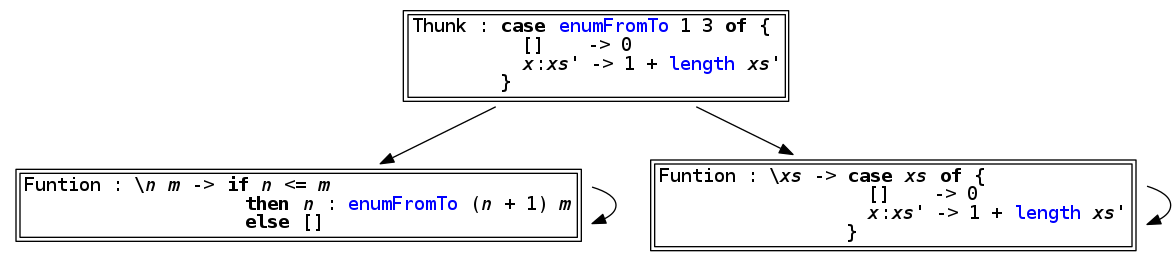 Thunk : case enumFromTo 1 3 of {
[] -> 0
x:xs' -> 1 + length xs'
}
Funtion : \n m -> if n <= m
then n : enumFromTo (n + 1) m
else []
Funtion : \xs -> case xs of {
[] -> 0
x:xs' -> 1 + length xs'
}